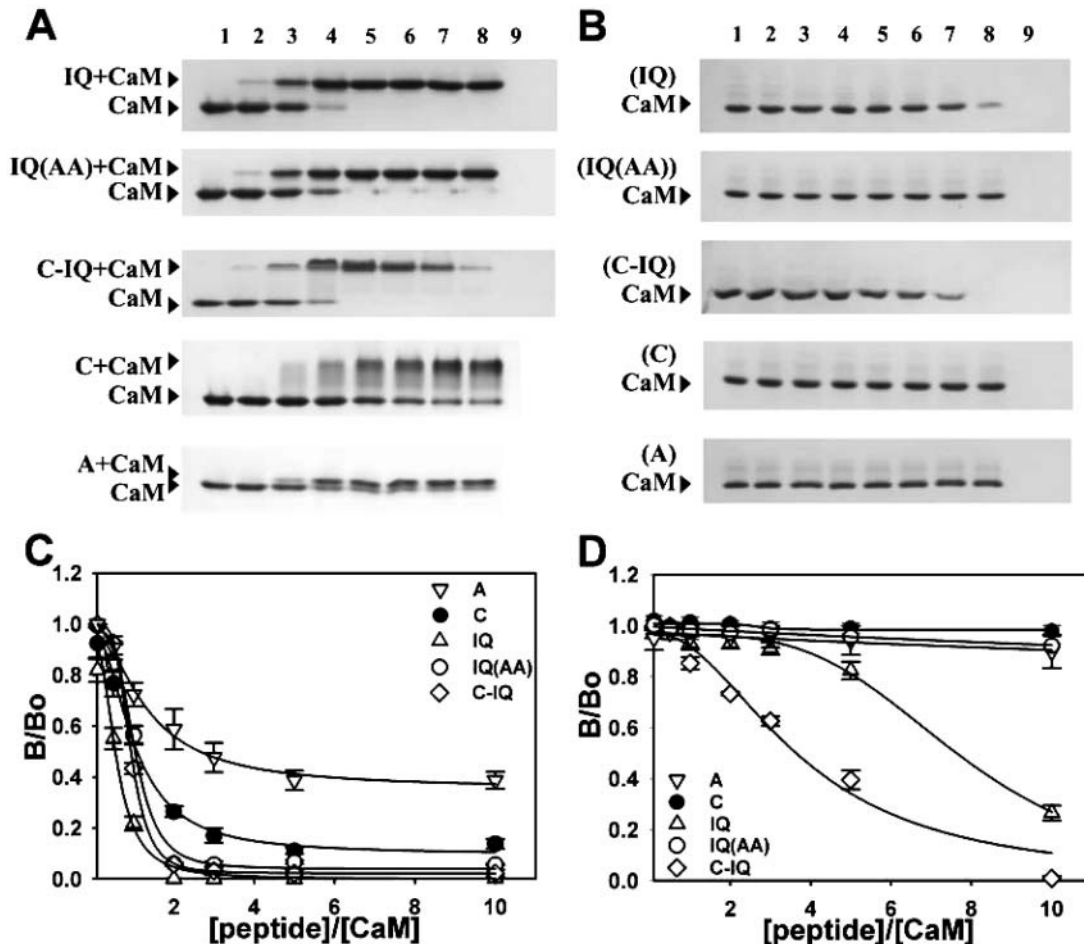 A
1 2 3 4 5 6 7 8 9
IQ+CaM
CaM
IQ(AA)+CaM
CaM
C-IQ+CaM
CaM
C+CaM
CaM
A+CaM
CaM
B
1 2 3 4 5 6 7 8 9
(IQ)
CaM
(IQ(AA))
CaM
(C-IQ)
CaM
(C)
CaM
(A)
CaM
C
1.2
1.0
0.8
0.6
0.4
0.2
0.0
B/Bo
A
C
IQ
IQ(AA)
C-IQ
2 4 6 8 10
[peptide]/[CaM]
D
1.2
1.0
0.8
0.6
0.4
0.2
0.0
B/Bo
A
C
IQ
IQ(AA)
C-IQ
2 4 6 8 10
[peptide]/[CaM]